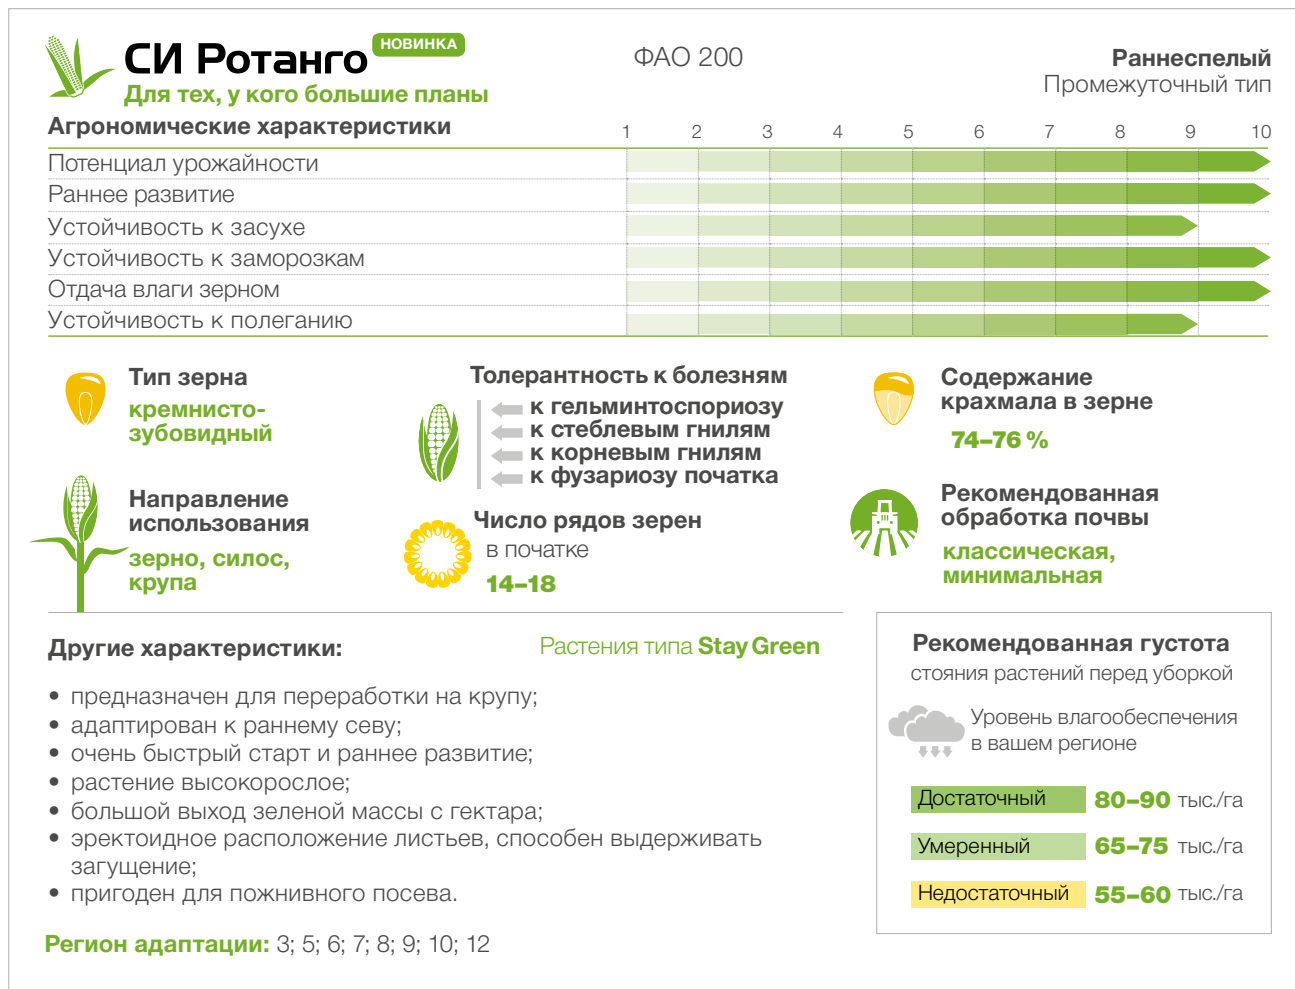 СИ Ротанго
НОВИНКА
Для тех, у кого большие планы
ФАО 200
Раннеспелый
Промежуточный тип
Агрономические характеристики
1 2 3 4 5 6 7 8 9 10
Потенциал урожайности
Раннее развитие
Устойчивость к засухе
Устойчивость к заморозкам
Отдача влаги зерном
Устойчивость к полеганию
Тип зерна
кремнисто-
зубовидный
Толерантность к болезням
к гельминтоспориозу
к стеблевым гнилям
к корневым гнилям
к фузариозу початка
Содержание
крахмала в зерне
74–76 %
Направление
использования
зерно, силос,
крупа
Число рядов зерен
в початке
14–18
Рекомендованная
обработка почвы
классическая,
минимальная
Другие характеристики:
Растения типа Stay Green
• предназначен для переработки на крупу;
• адаптирован к раннему севу;
• очень быстрый старт и раннее развитие;
• растение высокорослое;
• большой выход зеленой массы с гектара;
• эректоидное расположение листьев, способен выдерживать
загущение;
• пригоден для пожнивного посева.
Регион адаптации: 3; 5; 6; 7; 8; 9; 10; 12
Рекомендованная густота
стояния растений перед уборкой
Уровень влагообеспечения
в вашем регионе
Достаточный 80–90 тыс./га
Умеренный 65–75 тыс./га
Недостаточный 55–60 тыс./га